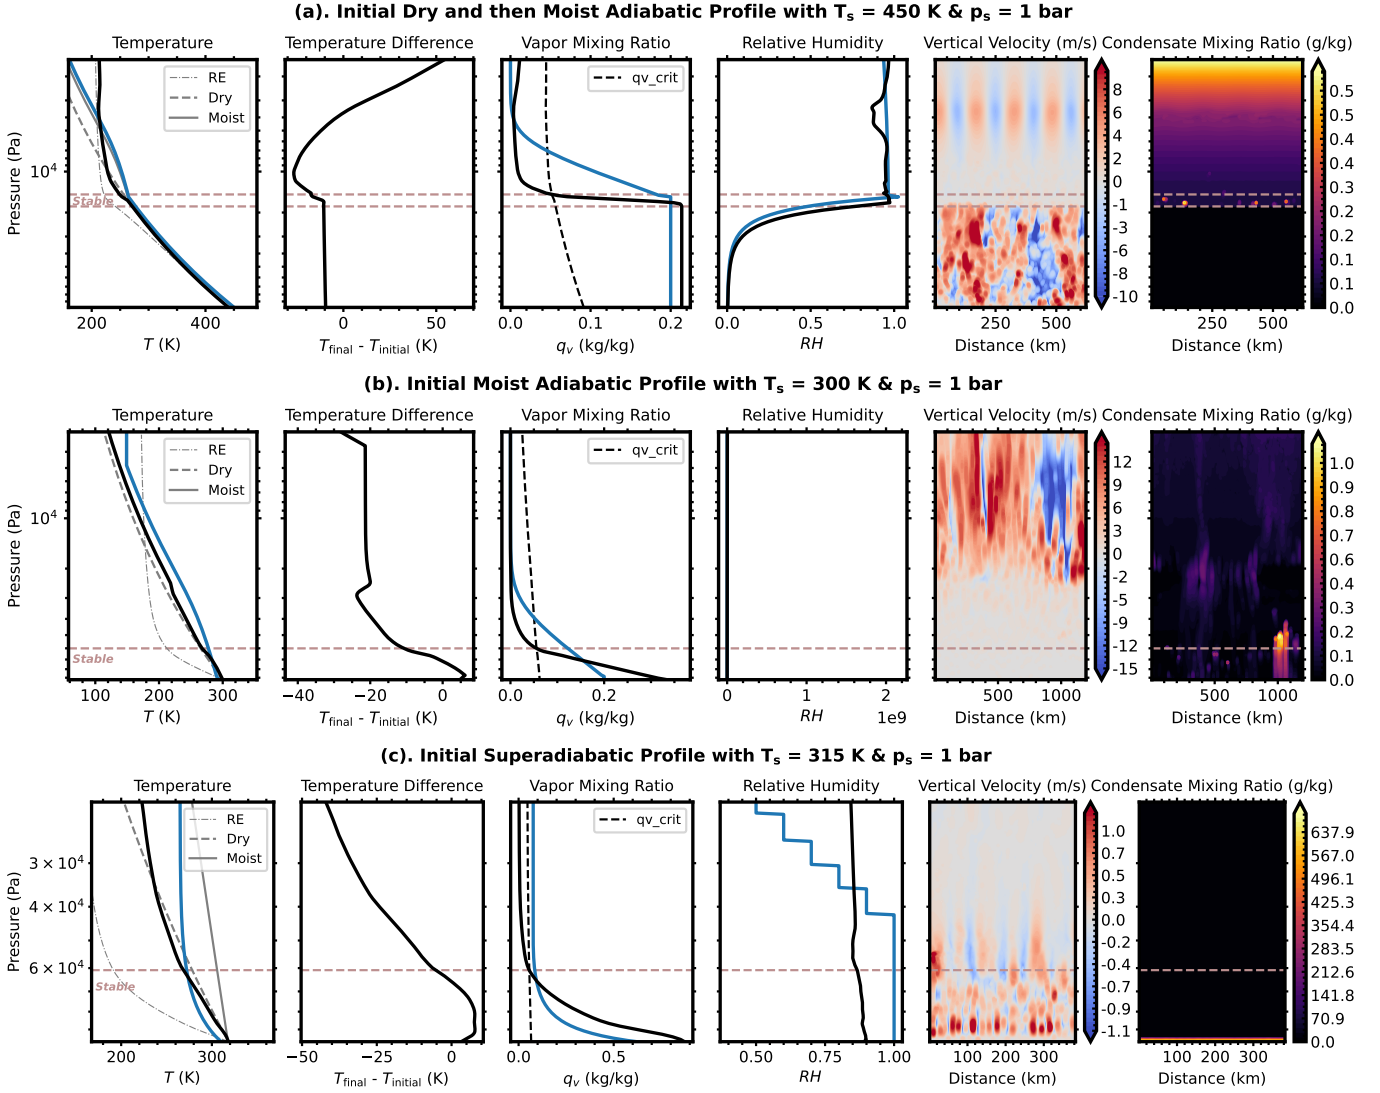 (a). Initial Dry and then Moist Adiabatic Profile with Ts = 450 K & ps = 1 bar
Temperature
Temperature Difference
Vapor Mixing Ratio
Relative Humidity
Vertical Velocity (m/s)
Condensate Mixing Ratio (g/kg)
RE
Dry
Moist
qv_crit
Stable
Pressure (Pa)
10⁴
200 400
T (K)
0 50
Tfinal - Tinitial (K)
0.0 0.1 0.2
qv (kg/kg)
0.0 0.5 1.0
RH
250 500
Distance (km)
8
6
4
2
0
-1
-3
-6
-8
-10
250 500
Distance (km)
0.5
0.4
0.4
0.3
0.3
0.2
0.1
0.1
0.0
(b). Initial Moist Adiabatic Profile with Ts = 300 K & ps = 1 bar
Temperature
Temperature Difference
Vapor Mixing Ratio
Relative Humidity
Vertical Velocity (m/s)
Condensate Mixing Ratio (g/kg)
RE
Dry
Moist
qv_crit
Stable
Pressure (Pa)
10⁴
100 200 300
T (K)
−40 −20 0
Tfinal - Tinitial (K)
0.0 0.2
qv (kg/kg)
0 1 2
1e9
RH
500 1000
Distance (km)
12
9
6
3
0
-2
-5
-9
-12
-15
500 1000
Distance (km)
1.0
0.8
0.7
0.6
0.5
0.4
0.3
0.2
0.1
0.0
(c). Initial Superadiabatic Profile with Ts = 315 K & ps = 1 bar
Temperature
Temperature Difference
Vapor Mixing Ratio
Relative Humidity
Vertical Velocity (m/s)
Condensate Mixing Ratio (g/kg)
RE
Dry
Moist
qv_crit
Stable
Pressure (Pa)
3 × 10⁴
4 × 10⁴
6 × 10⁴
200 300
T (K)
−50 −25 0
Tfinal - Tinitial (K)
0.0 0.5
qv (kg/kg)
0.50 0.75 1.00
RH
100 200 300
Distance (km)
1.0
0.7
0.5
0.3
0.0
-0.2
-0.4
-0.7
-0.9
-1.1
100 200 300
Distance (km)
637.9
567.0
496.1
425.3
354.4
283.5
212.6
141.8
70.9
0.0